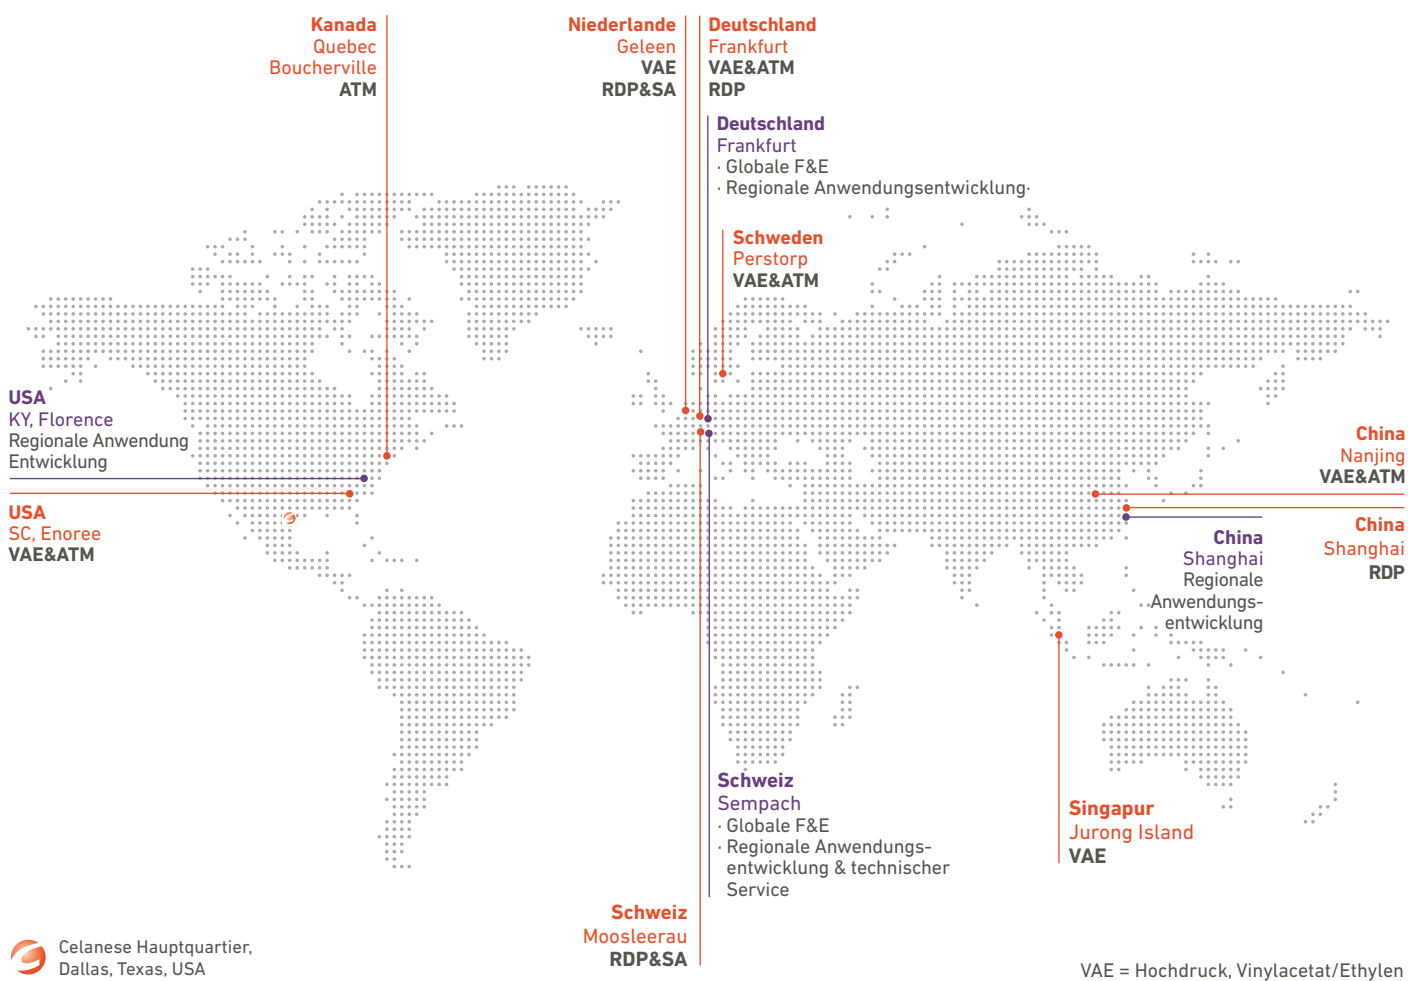 Kanada
Quebec
Boucherville
ATM
Niederlande
Geleen
VAE
RDP&SA
Deutschland
Frankfurt
VAE&ATM
RDP
Deutschland
Frankfurt
· Globale F&E
· Regionale Anwendungsentwicklung·
Schweden
Perstorp
VAE&ATM
USA
KY, Florence
Regionale Anwendung
Entwicklung
USA
SC, Enoree
VAE&ATM
China
Nanjing
VAE&ATM
China
Shanghai
RDP
China
Shanghai
Regionale
Anwendungs-
entwicklung
Schweiz
Sempach
· Globale F&E
· Regionale Anwendungs-
entwicklung & technischer
Service
Singapur
Jurong Island
VAE
Schweiz
Moosleerau
RDP&SA
Celanese Hauptquartier,
Dallas, Texas, USA
VAE = Hochdruck, Vinylacetat/Ethylen